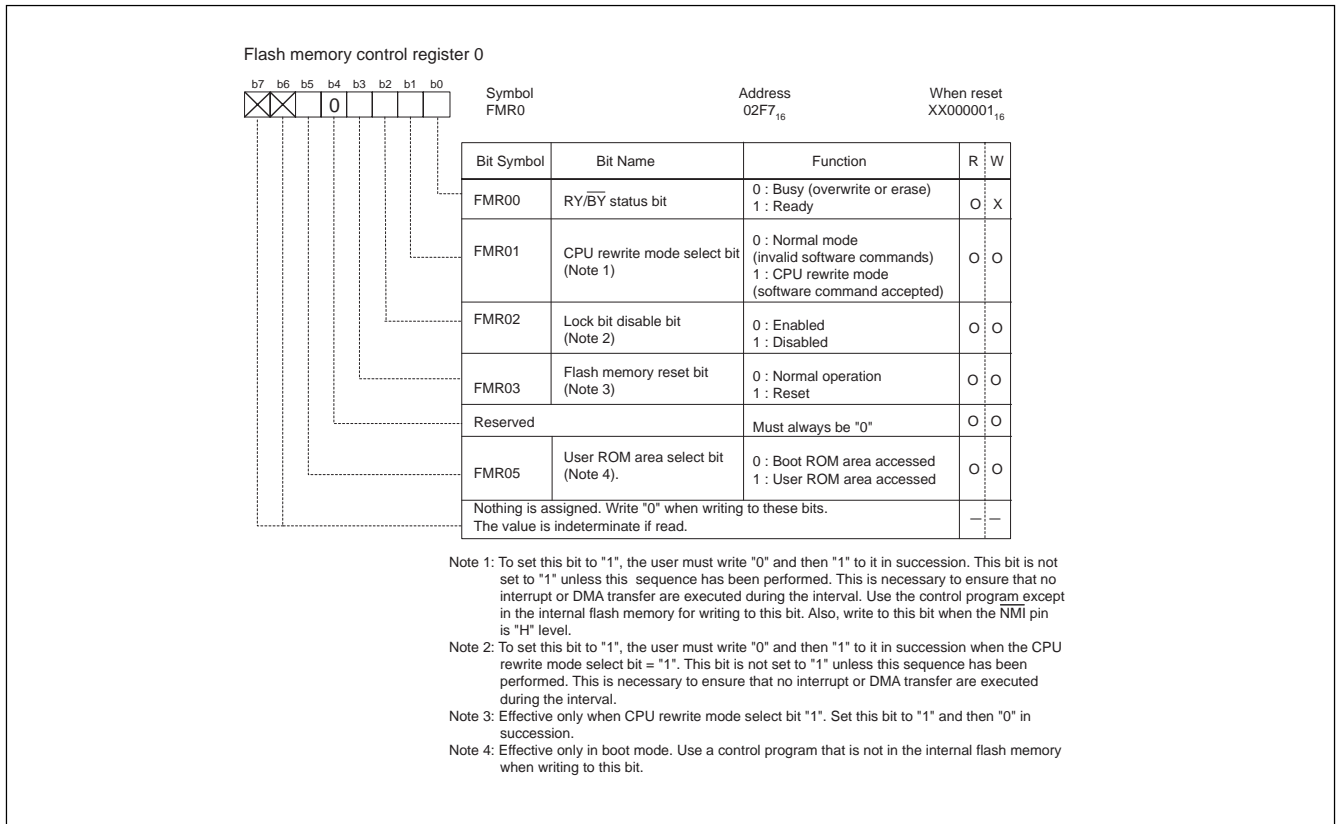 Flash memory control register 0
b7 b6 b5 b4 b3 b2 b1 b0
0
Symbol Address When reset
FMR0 02F7₁₆ XX000001₁₆
Bit Symbol Bit Name Function R W
FMR00 RY/B̅Y̅ status bit 0 : Busy (overwrite or erase) O X
1 : Ready
FMR01 CPU rewrite mode select bit 0 : Normal mode O O
(Note 1) (invalid software commands)
1 : CPU rewrite mode
(software command accepted)
FMR02 Lock bit disable bit 0 : Enabled O O
(Note 2) 1 : Disabled
FMR03 Flash memory reset bit 0 : Normal operation O O
(Note 3) 1 : Reset
Reserved Must always be "0" O O
FMR05 User ROM area select bit 0 : Boot ROM area accessed O O
(Note 4). 1 : User ROM area accessed
Nothing is assigned. Write "0" when writing to these bits. — —
The value is indeterminate if read.
Note 1: To set this bit to "1", the user must write "0" and then "1" to it in succession. This bit is not
set to "1" unless this sequence has been performed. This is necessary to ensure that no
interrupt or DMA transfer are executed during the interval. Use the control program except
in the internal flash memory for writing to this bit. Also, write to this bit when the N̅M̅I̅ pin
is "H" level.
Note 2: To set this bit to "1", the user must write "0" and then "1" to it in succession when the CPU
rewrite mode select bit = "1". This bit is not set to "1" unless this sequence has been
performed. This is necessary to ensure that no interrupt or DMA transfer are executed
during the interval.
Note 3: Effective only when CPU rewrite mode select bit "1". Set this bit to "1" and then "0" in
succession.
Note 4: Effective only in boot mode. Use a control program that is not in the internal flash memory
when writing to this bit.